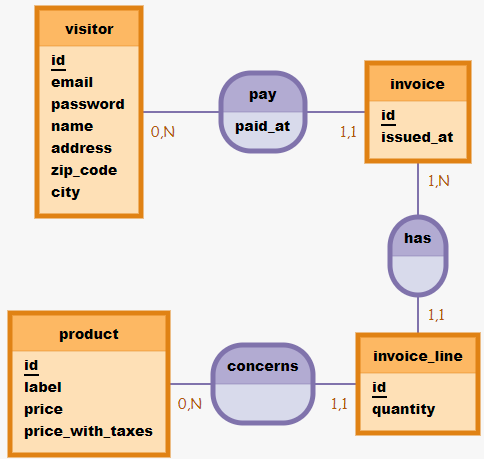 visitor
id
email
password
name
address
zip_code
city
0,N
pay
paid_at
1,1
invoice
id
issued_at
1,N
has
1,1
product
id
label
price
price_with_taxes
0,N
concerns
1,1
invoice_line
id
quantity